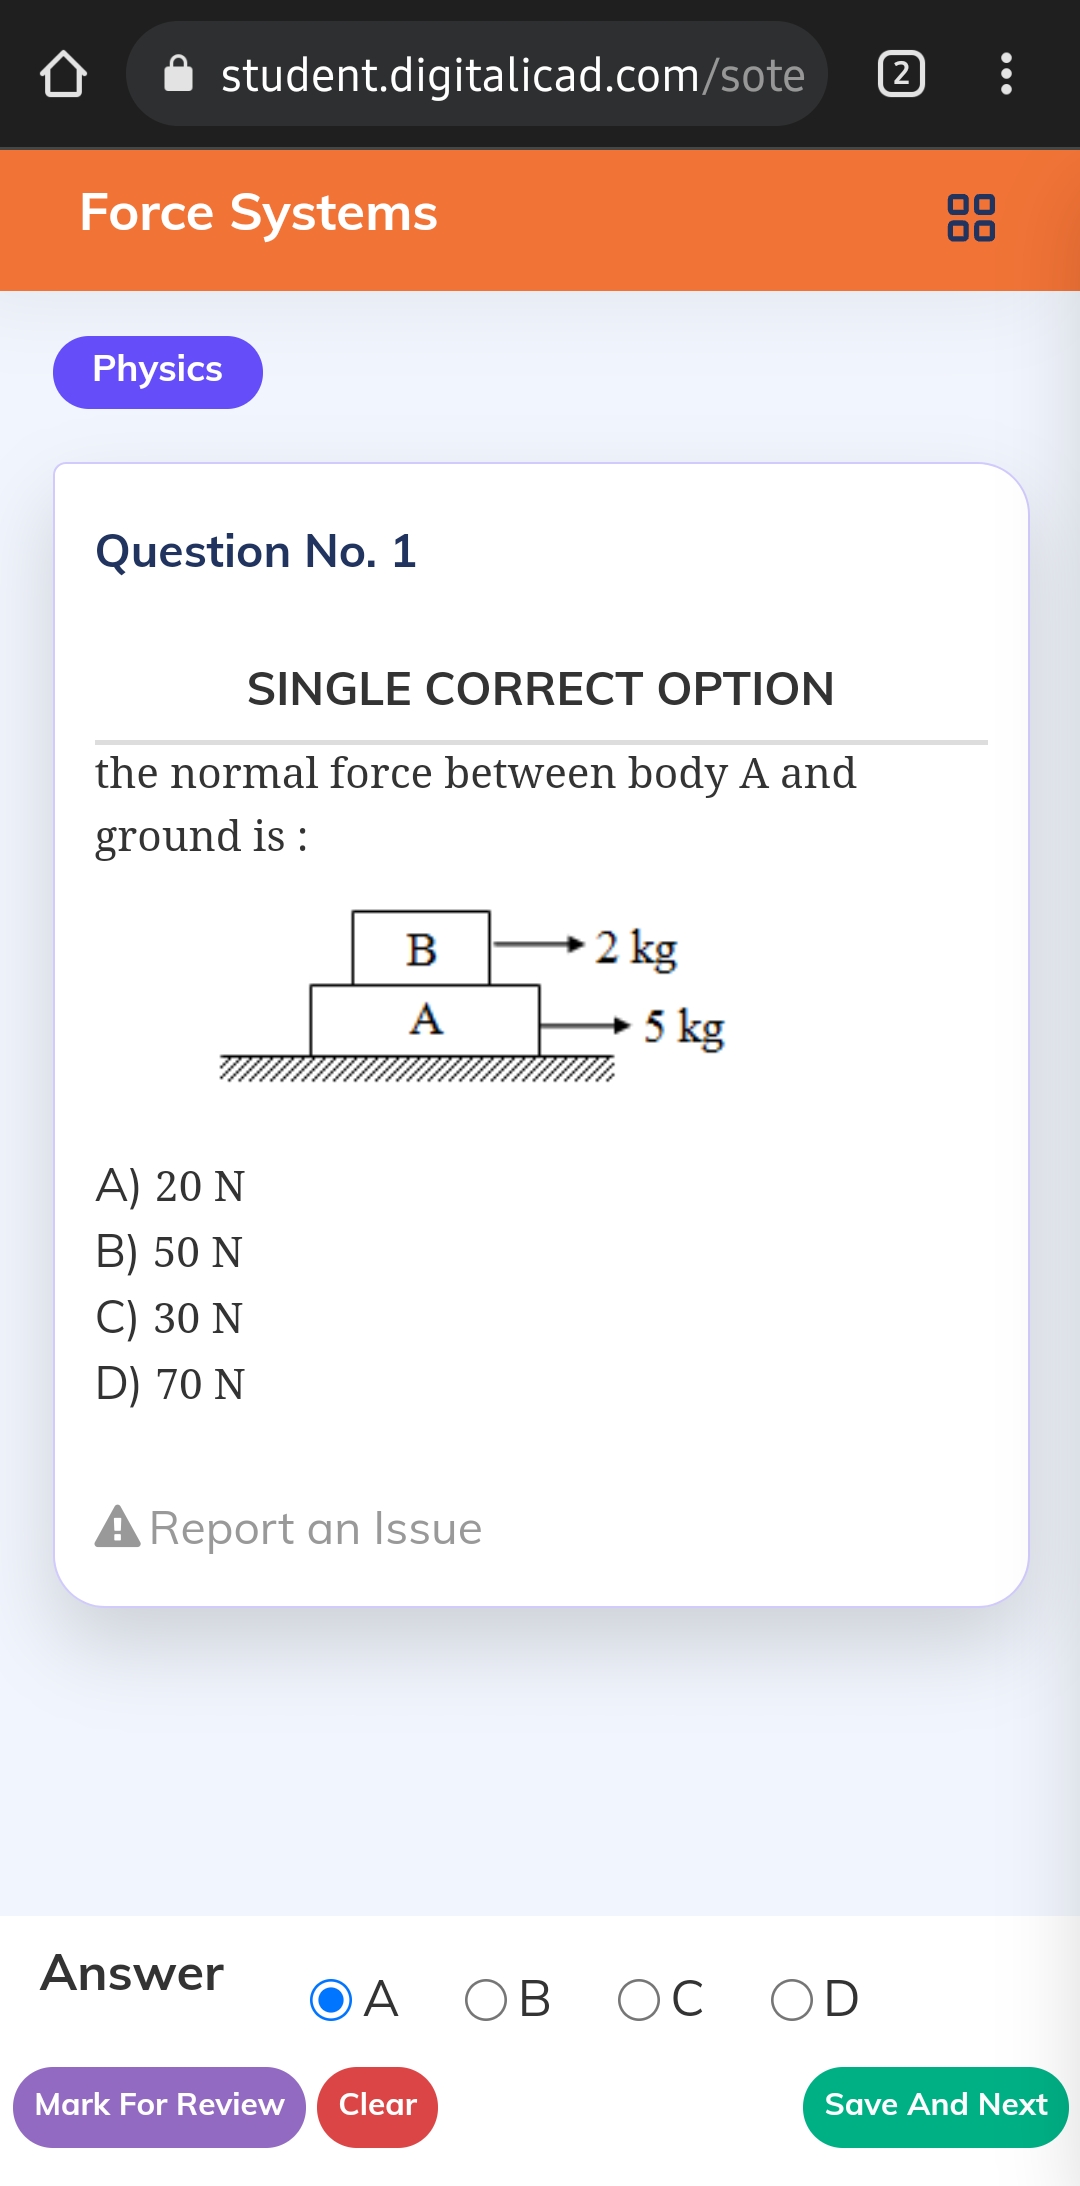 student.digitalicad.com/sote
2
Force Systems
Physics
Question No. 1
SINGLE CORRECT OPTION
the normal force between body A and
ground is :
B
2 kg
A
5 kg
A) 20 N
B) 50 N
C) 30 N
D) 70 N
Report an Issue
Answer
A B C D
Mark For Review Clear Save And Next